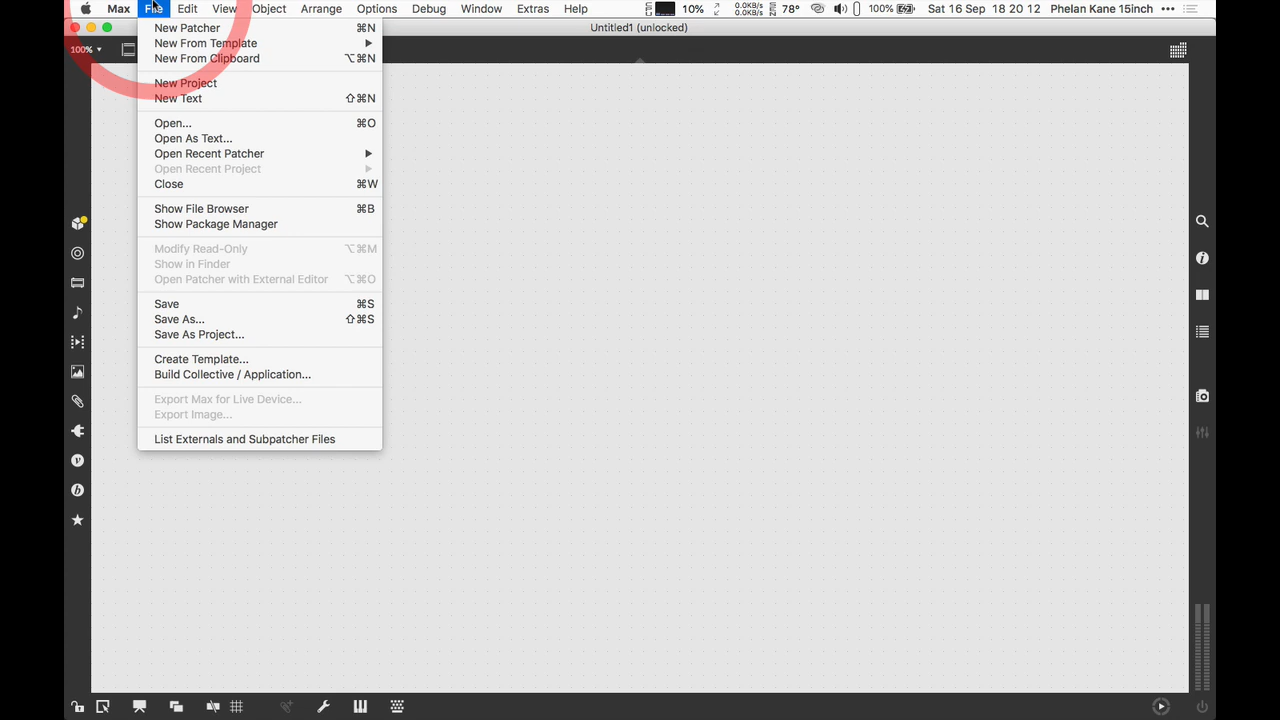 Max File Edit View Object Arrange Options Debug Window Extras Help 10% 0.0KB/s 0.0KB/s 78° 100% Sat 16 Sep 18 20 12 Phelan Kane 15inch
Untitled1 (unlocked)
100%
New Patcher ⌘N
New From Template
New From Clipboard ⌥⌘N
New Project
New Text ⇧⌘N
Open... ⌘O
Open As Text...
Open Recent Patcher
Open Recent Project
Close ⌘W
Show File Browser ⌘B
Show Package Manager
Modify Read-Only ⌥⌘M
Show in Finder
Open Patcher with External Editor ⌥⌘O
Save ⌘S
Save As... ⇧⌘S
Save As Project...
Create Template...
Build Collective / Application...
Export Max for Live Device...
Export Image...
List Externals and Subpatcher Files